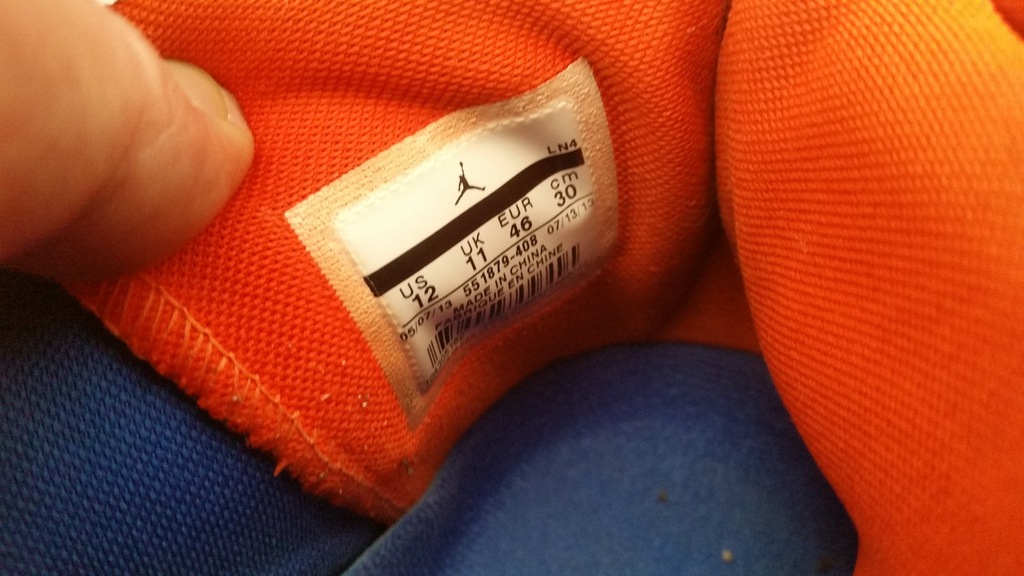 LN4
US UK EUR CM
12 11 46 30
05/07/13 551879-408 07/13/13
MADE IN CHINA
FABRIQUE EN CHINE